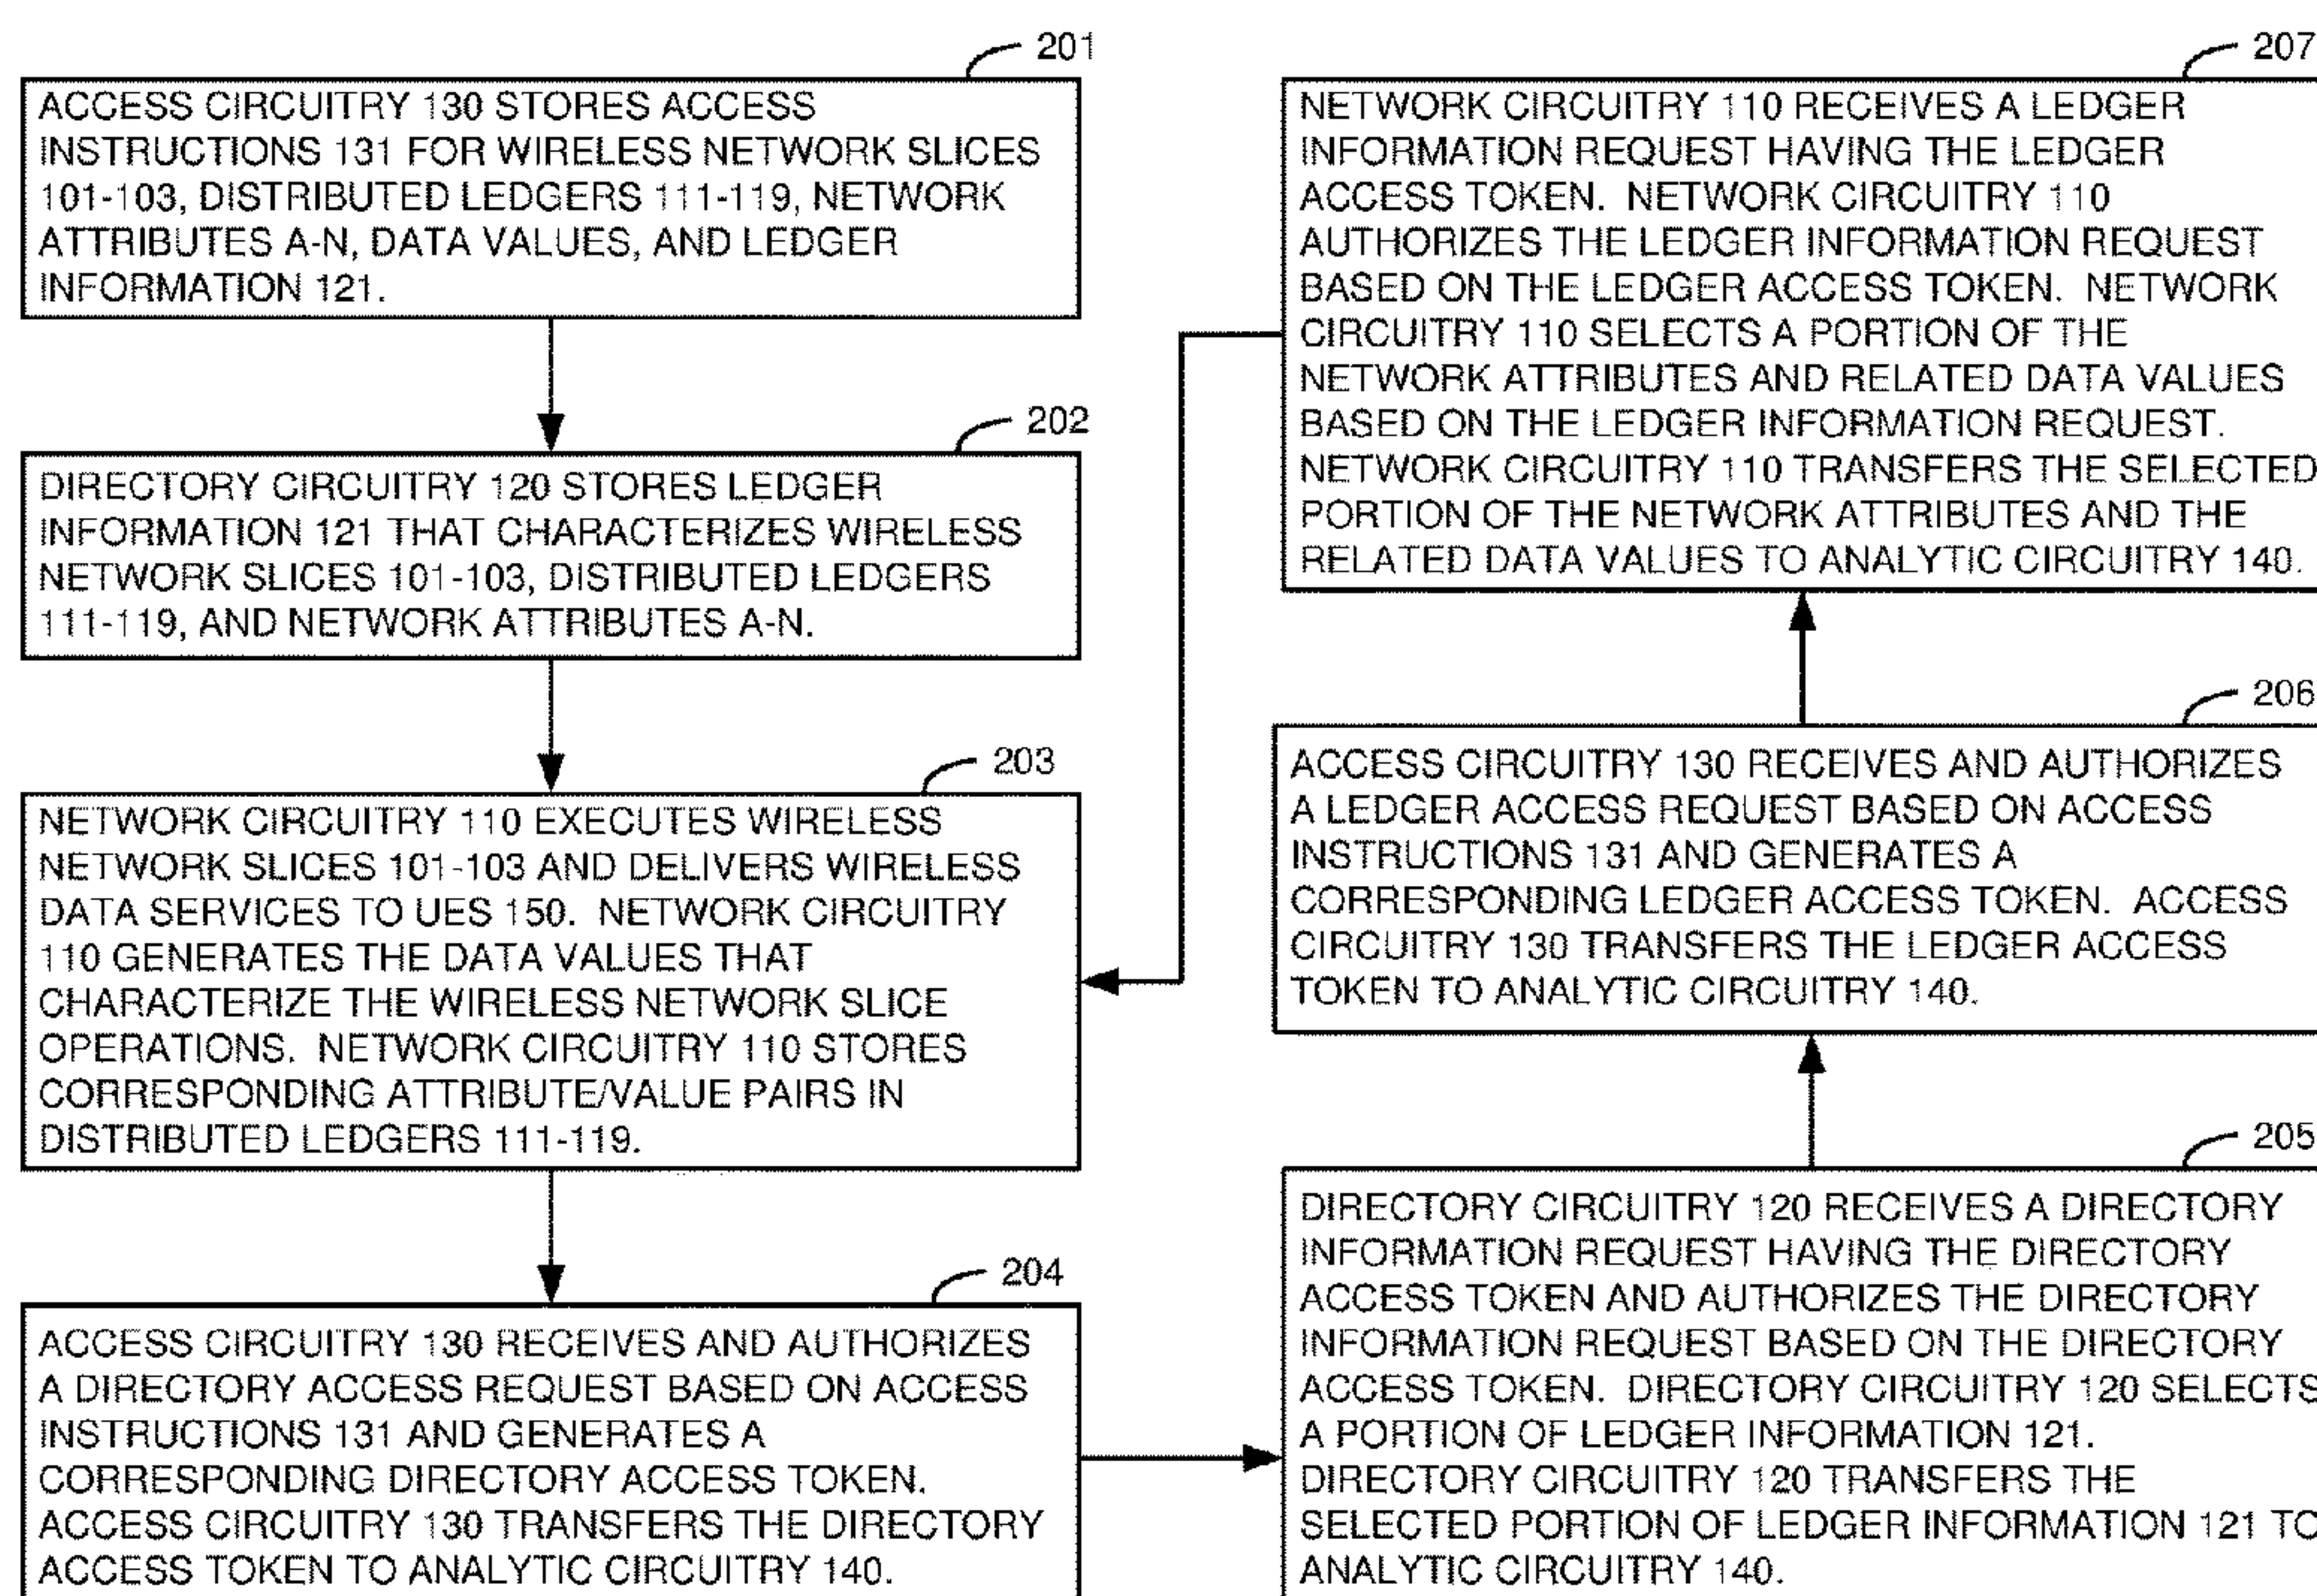 201
ACCESS CIRCUITRY 130 STORES ACCESS
INSTRUCTIONS 131 FOR WIRELESS NETWORK SLICES
101-103, DISTRIBUTED LEDGERS 111-119, NETWORK
ATTRIBUTES A-N, DATA VALUES, AND LEDGER
INFORMATION 121.
202
DIRECTORY CIRCUITRY 120 STORES LEDGER
INFORMATION 121 THAT CHARACTERIZES WIRELESS
NETWORK SLICES 101-103, DISTRIBUTED LEDGERS
111-119, AND NETWORK ATTRIBUTES A-N.
203
NETWORK CIRCUITRY 110 EXECUTES WIRELESS
NETWORK SLICES 101-103 AND DELIVERS WIRELESS
DATA SERVICES TO UES 150. NETWORK CIRCUITRY
110 GENERATES THE DATA VALUES THAT
CHARACTERIZE THE WIRELESS NETWORK SLICE
OPERATIONS. NETWORK CIRCUITRY 110 STORES
CORRESPONDING ATTRIBUTE/VALUE PAIRS IN
DISTRIBUTED LEDGERS 111-119.
204
ACCESS CIRCUITRY 130 RECEIVES AND AUTHORIZES
A DIRECTORY ACCESS REQUEST BASED ON ACCESS
INSTRUCTIONS 131 AND GENERATES A
CORRESPONDING DIRECTORY ACCESS TOKEN.
ACCESS CIRCUITRY 130 TRANSFERS THE DIRECTORY
ACCESS TOKEN TO ANALYTIC CIRCUITRY 140.
207
NETWORK CIRCUITRY 110 RECEIVES A LEDGER
INFORMATION REQUEST HAVING THE LEDGER
ACCESS TOKEN. NETWORK CIRCUITRY 110
AUTHORIZES THE LEDGER INFORMATION REQUEST
BASED ON THE LEDGER ACCESS TOKEN. NETWORK
CIRCUITRY 110 SELECTS A PORTION OF THE
NETWORK ATTRIBUTES AND RELATED DATA VALUES
BASED ON THE LEDGER INFORMATION REQUEST.
NETWORK CIRCUITRY 110 TRANSFERS THE SELECTED
PORTION OF THE NETWORK ATTRIBUTES AND THE
RELATED DATA VALUES TO ANALYTIC CIRCUITRY 140.
206
ACCESS CIRCUITRY 130 RECEIVES AND AUTHORIZES
A LEDGER ACCESS REQUEST BASED ON ACCESS
INSTRUCTIONS 131 AND GENERATES A
CORRESPONDING LEDGER ACCESS TOKEN. ACCESS
CIRCUITRY 130 TRANSFERS THE LEDGER ACCESS
TOKEN TO ANALYTIC CIRCUITRY 140.
205
DIRECTORY CIRCUITRY 120 RECEIVES A DIRECTORY
INFORMATION REQUEST HAVING THE DIRECTORY
ACCESS TOKEN AND AUTHORIZES THE DIRECTORY
INFORMATION REQUEST BASED ON THE DIRECTORY
ACCESS TOKEN. DIRECTORY CIRCUITRY 120 SELECTS
A PORTION OF LEDGER INFORMATION 121.
DIRECTORY CIRCUITRY 120 TRANSFERS THE
SELECTED PORTION OF LEDGER INFORMATION 121 TO
ANALYTIC CIRCUITRY 140.